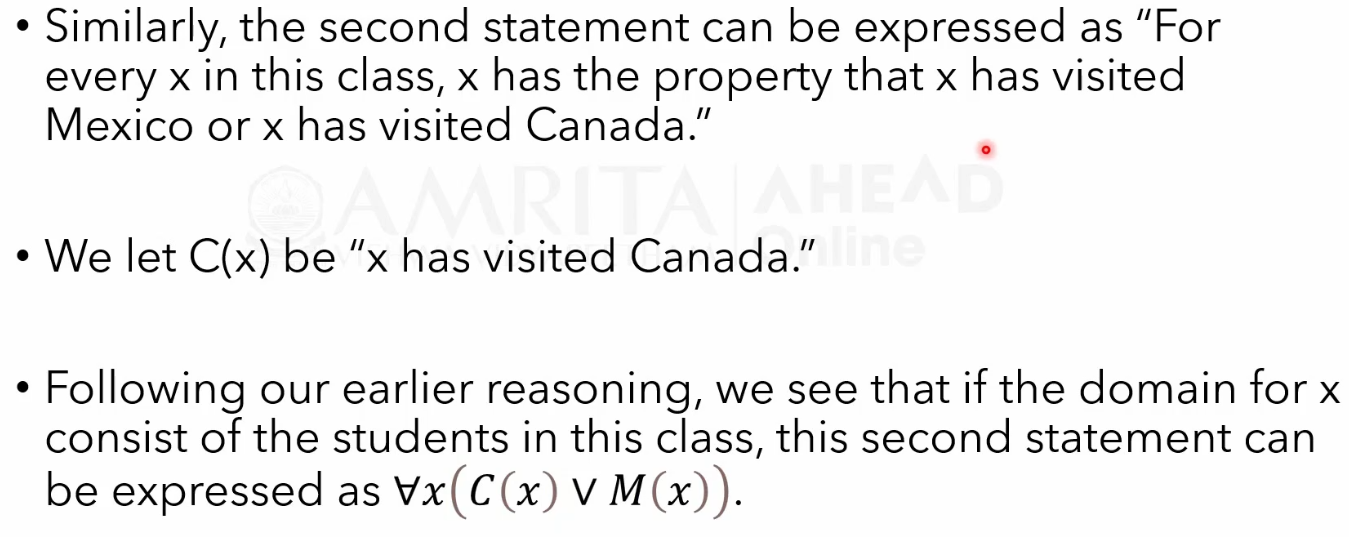 • Similarly, the second statement can be expressed as “For
every x in this class, x has the property that x has visited
Mexico or x has visited Canada.”
AMRITA | AHEAD
Online
• We let C(x) be “x has visited Canada.”
• Following our earlier reasoning, we see that if the domain for x
consist of the students in this class, this second statement can
be expressed as ∀x(C(x) ∨ M(x)).